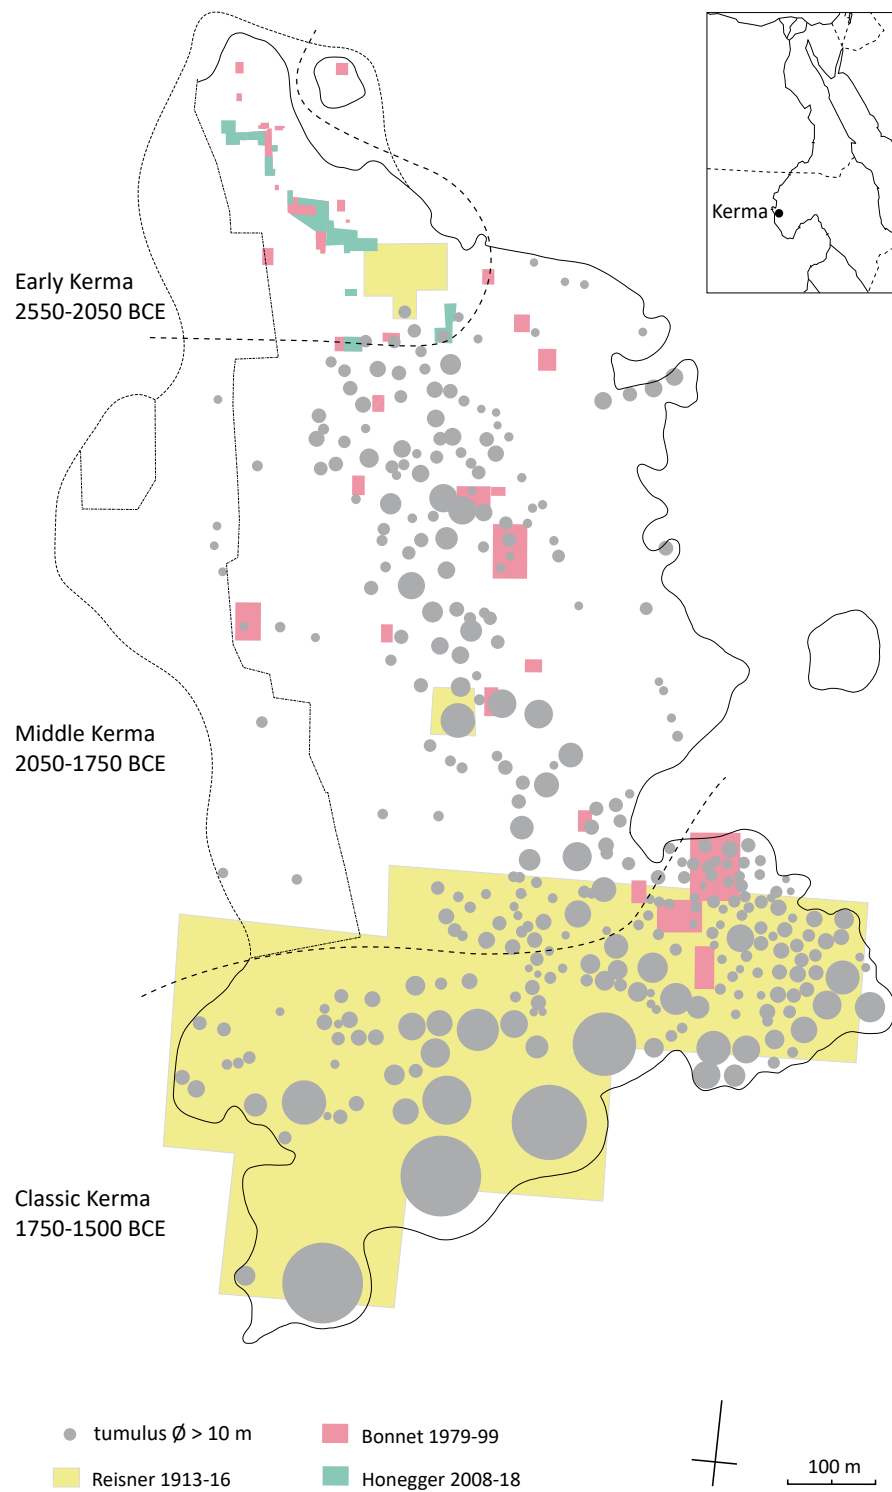 Kerma
Early Kerma
2550-2050 BCE
Middle Kerma
2050-1750 BCE
Classic Kerma
1750-1500 BCE
tumulus Ø > 10 m
Bonnet 1979-99
Reisner 1913-16
Honegger 2008-18
100 m